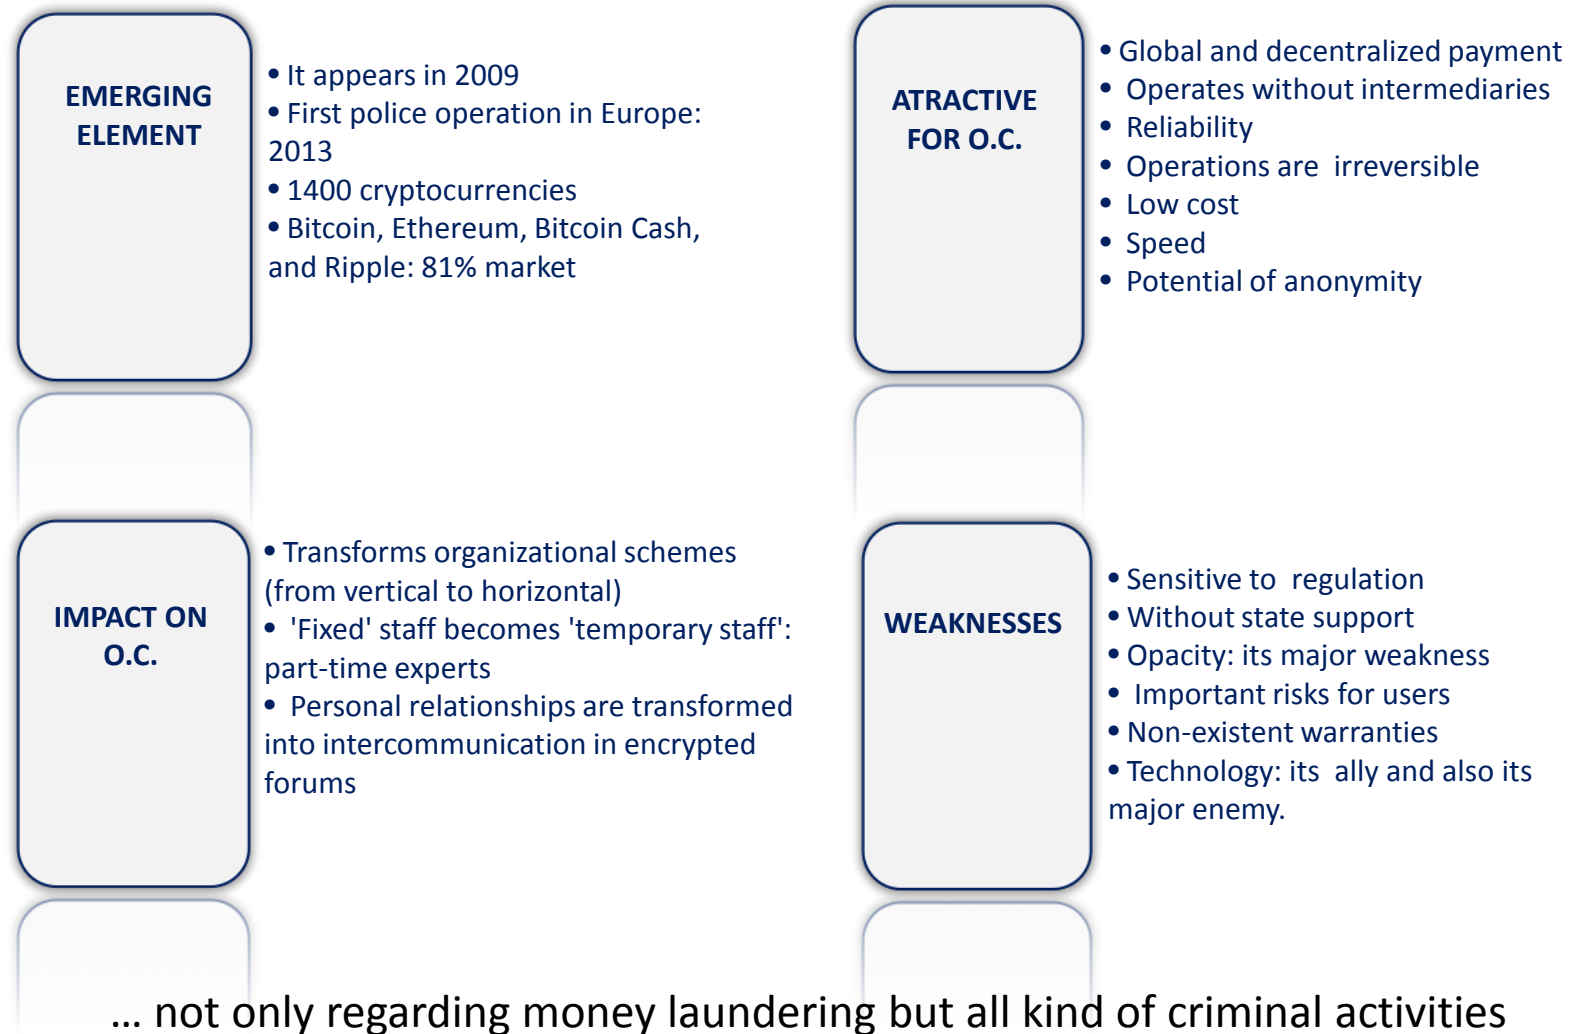 EMERGING
ELEMENT
• It appears in 2009
• First police operation in Europe:
2013
• 1400 cryptocurrencies
• Bitcoin, Ethereum, Bitcoin Cash,
and Ripple: 81% market
ATRACTIVE
FOR O.C.
• Global and decentralized payment
• Operates without intermediaries
• Reliability
• Operations are irreversible
• Low cost
• Speed
• Potential of anonymity
IMPACT ON
O.C.
• Transforms organizational schemes
(from vertical to horizontal)
• 'Fixed' staff becomes 'temporary staff':
part-time experts
• Personal relationships are transformed
into intercommunication in encrypted
forums
WEAKNESSES
• Sensitive to regulation
• Without state support
• Opacity: its major weakness
• Important risks for users
• Non-existent warranties
• Technology: its ally and also its
major enemy.
... not only regarding money laundering but all kind of criminal activities